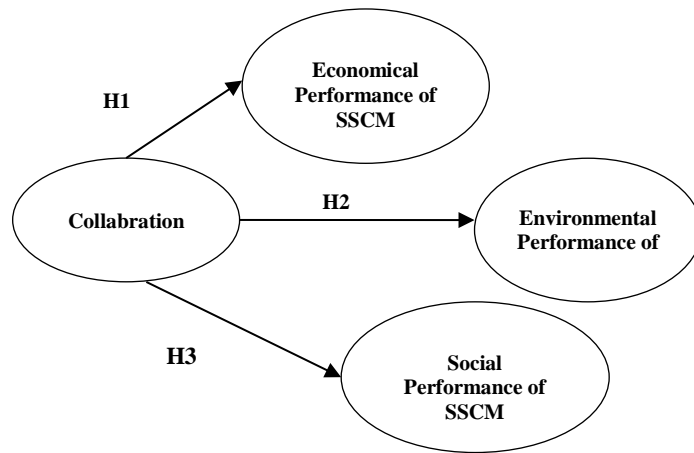 Economical
Performance of
SSCM
H1
Collabration
H2
Environmental
Performance of
H3
Social
Performance of
SSCM